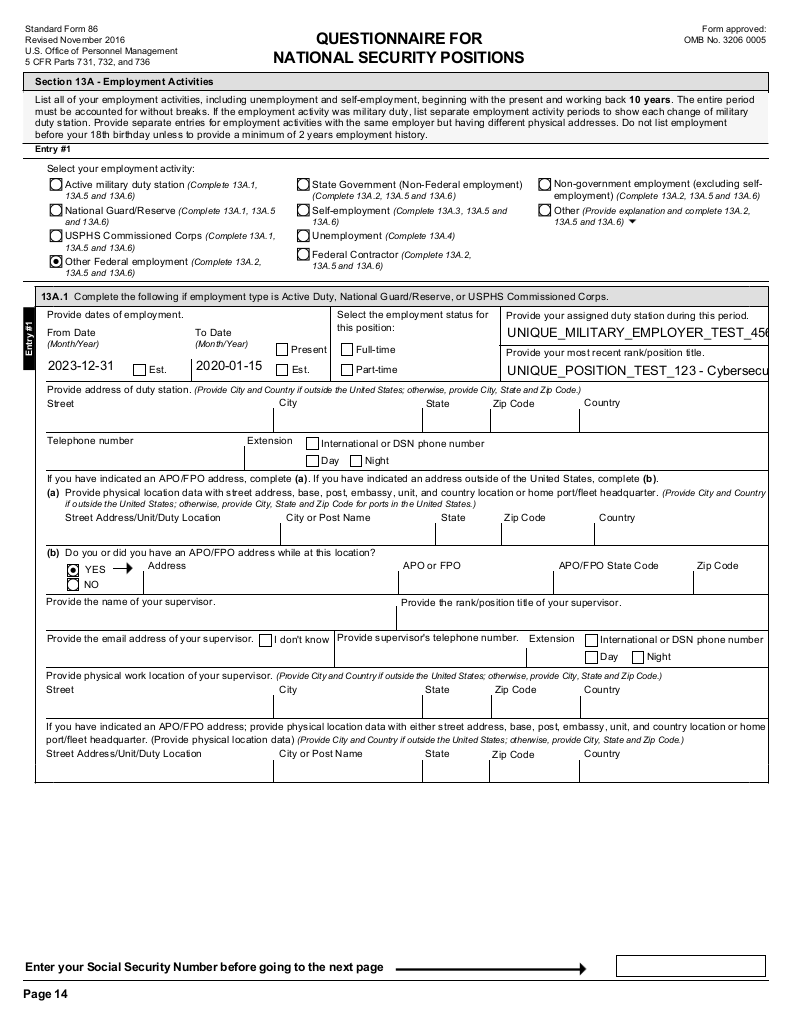 Standard Form 86
Revised November 2016
U.S. Office of Personnel Management
5 CFR Parts 731, 732, and 736
QUESTIONNAIRE FOR
NATIONAL SECURITY POSITIONS
Form approved:
OMB No. 3206 0005
Section 13A - Employment Activities
List all of your employment activities, including unemployment and self-employment, beginning with the present and working back 10 years. The entire period
must be accounted for without breaks. If the employment activity was military duty, list separate employment activity periods to show each change of military
duty station. Provide separate entries for employment activities with the same employer but having different physical addresses. Do not list employment
before your 18th birthday unless to provide a minimum of 2 years employment history.
Entry #1
Select your employment activity:
Active military duty station (Complete 13A.1,
13A.5 and 13A.6)
National Guard/Reserve (Complete 13A.1, 13A.5
and 13A.6)
USPHS Commissioned Corps (Complete 13A.1,
13A.5 and 13A.6)
Other Federal employment (Complete 13A.2,
13A.5 and 13A.6)
State Government (Non-Federal employment)
(Complete 13A.2, 13A.5 and 13A.6)
Self-employment (Complete 13A.3, 13A.5 and
13A.6)
Unemployment (Complete 13A.4)
Federal Contractor (Complete 13A.2,
13A.5 and 13A.6)
Non-government employment (excluding self-
employment) (Complete 13A.2, 13A.5 and 13A.6)
Other (Provide explanation and complete 13A.2,
13A.5 and 13A.6)
13A.1 Complete the following if employment type is Active Duty, National Guard/Reserve, or USPHS Commissioned Corps.
Entry #1
Provide dates of employment.
From Date
(Month/Year)
2023-12-31
Est.
To Date
(Month/Year)
2020-01-15
Present
Est.
Select the employment status for
this position:
Full-time
Part-time
Provide your assigned duty station during this period.
UNIQUE_MILITARY_EMPLOYER_TEST_456
Provide your most recent rank/position title.
UNIQUE_POSITION_TEST_123 - Cybersecu
Provide address of duty station. (Provide City and Country if outside the United States; otherwise, provide City, State and Zip Code.)
Street City State Zip Code Country
Telephone number Extension International or DSN phone number
Day Night
If you have indicated an APO/FPO address, complete (a). If you have indicated an address outside of the United States, complete (b).
(a) Provide physical location data with street address, base, post, embassy, unit, and country location or home port/fleet headquarter. (Provide City and Country
if outside the United States; otherwise, provide City, State and Zip Code for ports in the United States.)
Street Address/Unit/Duty Location City or Post Name State Zip Code Country
(b) Do you or did you have an APO/FPO address while at this location?
YES Address APO or FPO APO/FPO State Code Zip Code
NO
Provide the name of your supervisor. Provide the rank/position title of your supervisor.
Provide the email address of your supervisor. I don't know Provide supervisor's telephone number. Extension International or DSN phone number
Day Night
Provide physical work location of your supervisor. (Provide City and Country if outside the United States; otherwise, provide City, State and Zip Code.)
Street City State Zip Code Country
If you have indicated an APO/FPO address; provide physical location data with either street address, base, post, embassy, unit, and country location or home
port/fleet headquarter. (Provide physical location data) (Provide City and Country if outside the United States; otherwise, provide City, State and Zip Code.)
Street Address/Unit/Duty Location City or Post Name State Zip Code Country
Enter your Social Security Number before going to the next page
Page 14